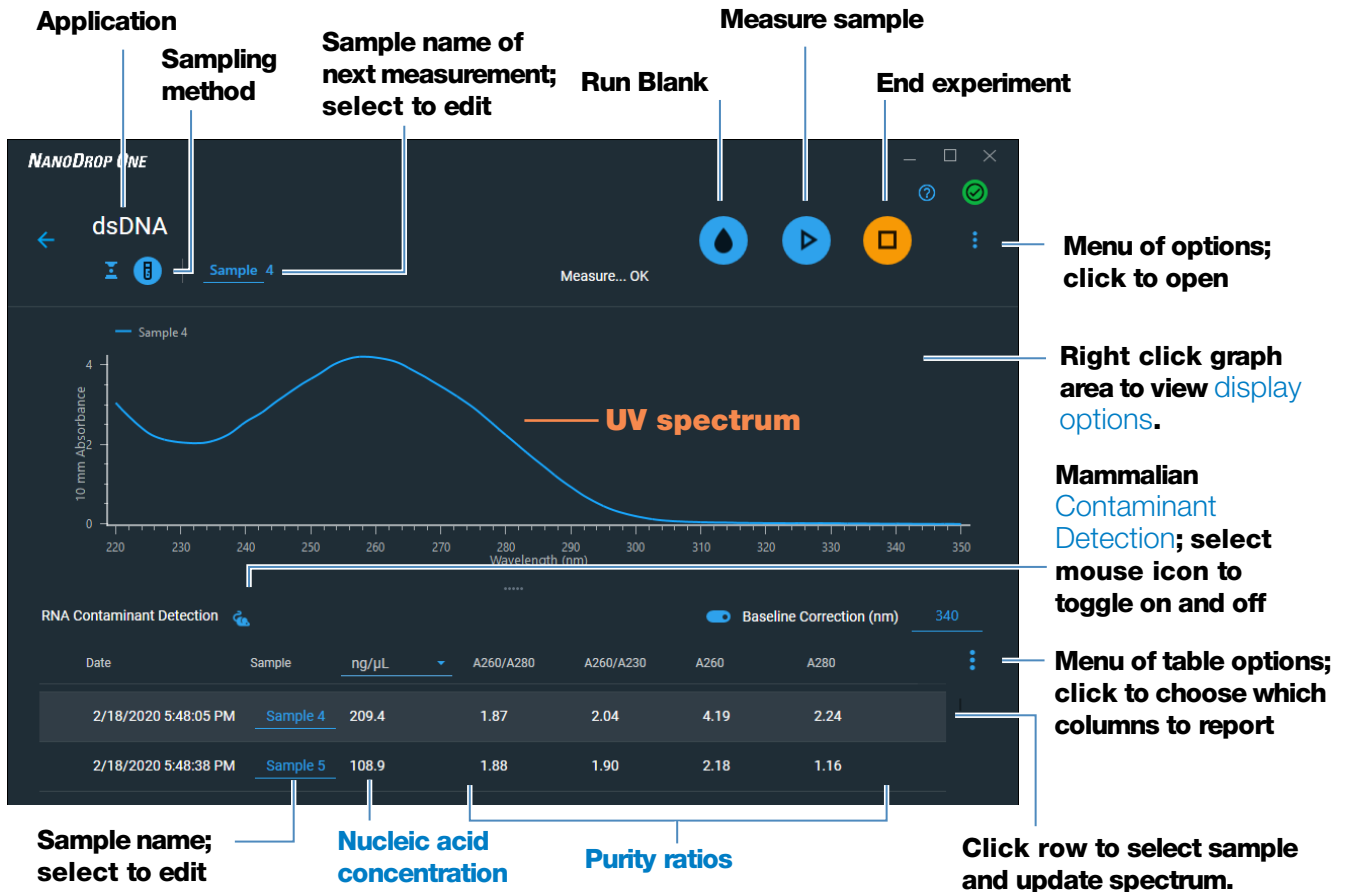 Application
Sampling
method
Sample name of
next measurement;
select to edit
Run Blank
Measure sample
End experiment
NANODROP ONE
dsDNA
Sample 4
Measure... OK
Menu of options;
click to open
Sample 4
10 mm Absorbance
4
2
0
UV spectrum
220 230 240 250 260 270 280 290 300 310 320 330 340 350
Wavelength (nm)
Right click graph
area to view display
options.
Mammalian
Contaminant
Detection; select
mouse icon to
toggle on and off
RNA Contaminant Detection
Baseline Correction (nm) 340
Date Sample ng/µL A260/A280 A260/A230 A260 A280
2/18/2020 5:48:05 PM Sample 4 209.4 1.87 2.04 4.19 2.24
2/18/2020 5:48:38 PM Sample 5 108.9 1.88 1.90 2.18 1.16
Menu of table options;
click to choose which
columns to report
Sample name;
select to edit
Nucleic acid
concentration
Purity ratios
Click row to select sample
and update spectrum.